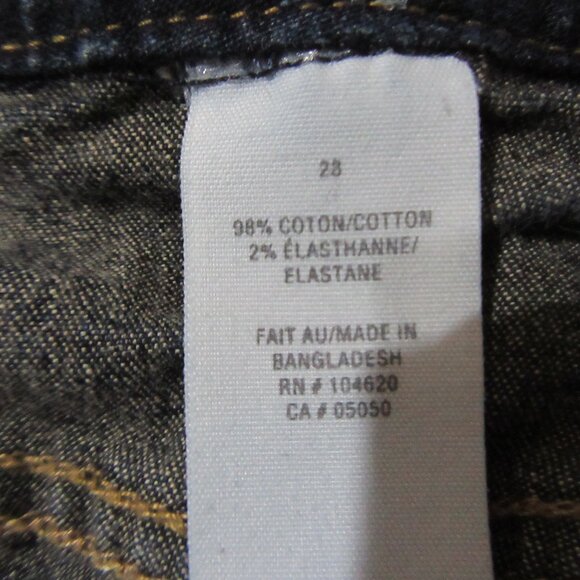 28
98% COTON/COTTON
2% ÉLASTHANNE/
ELASTANE
FAIT AU/MADE IN
BANGLADESH
RN # 104620
CA # 05050